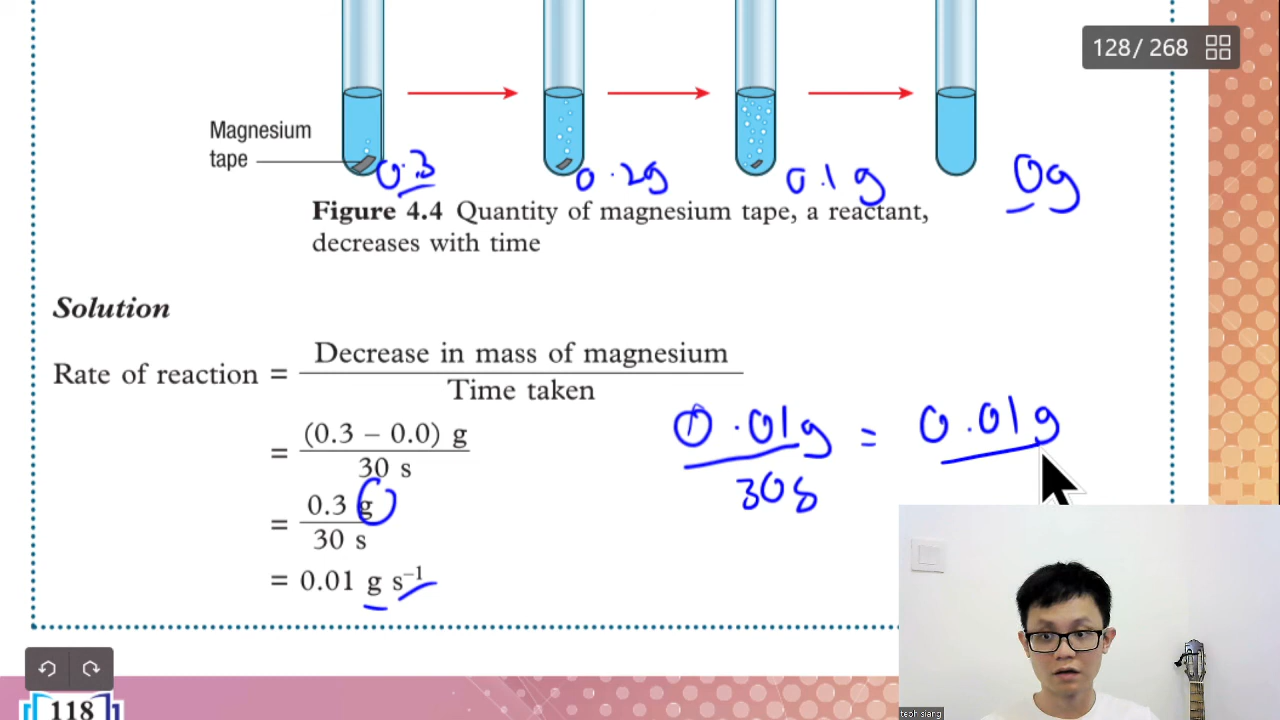 128/ 268
Magnesium
tape
0.3
0.2g
0.1g
0g
Figure 4.4 Quantity of magnesium tape, a reactant,
decreases with time
Solution
Rate of reaction = Decrease in mass of magnesium
Time taken
= (0.3 – 0.0) g
30 s
= 0.3 g
30 s
= 0.01 g s⁻¹
0.01g = 0.01g
30s
118
teoh siang